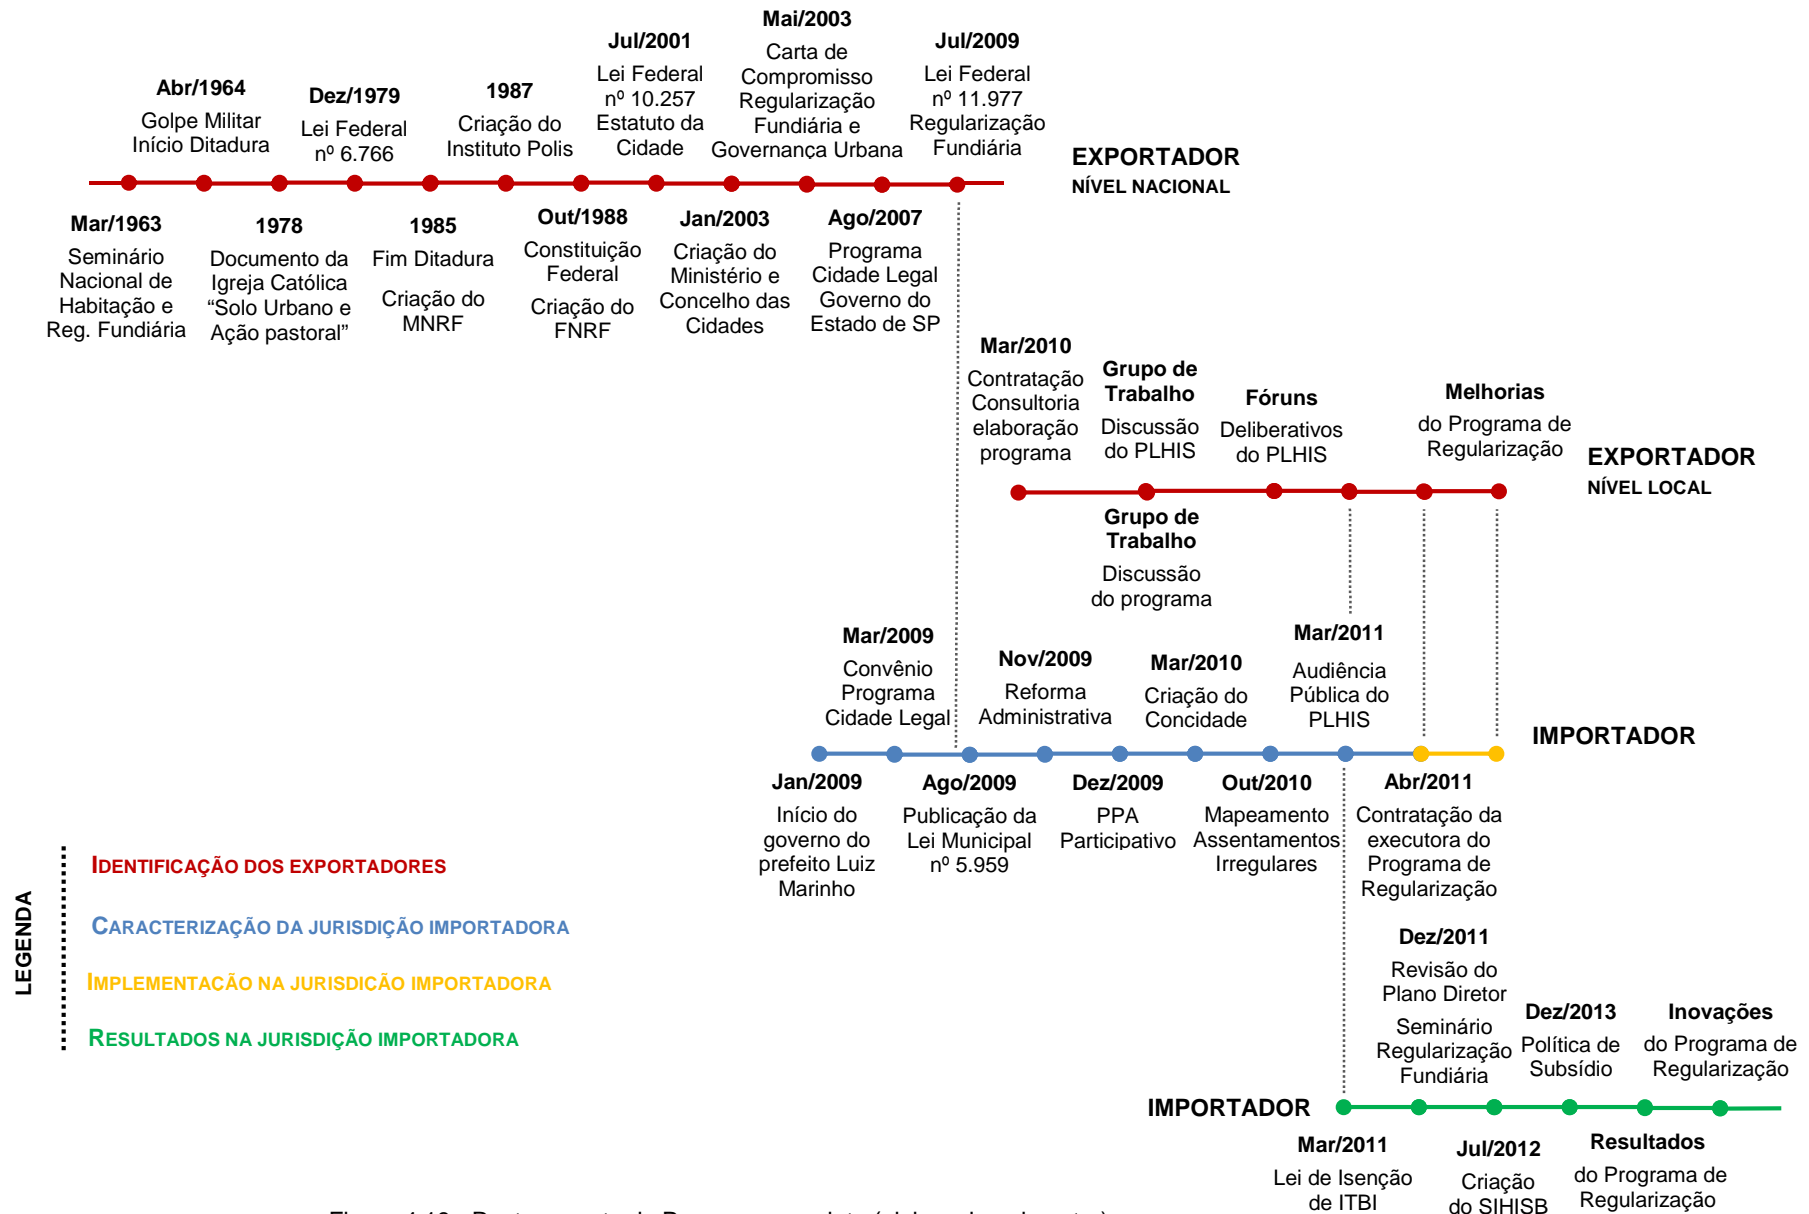 Abr/1964
Golpe Militar
Início Ditadura
Dez/1979
Lei Federal
nº 6.766
1987
Criação do
Instituto Polis
Jul/2001
Lei Federal
nº 10.257
Estatuto da
Cidade
Mai/2003
Carta de
Compromisso
Regularização
Fundiária e
Governança Urbana
Jul/2009
Lei Federal
nº 11.977
Regularização
Fundiária
EXPORTADOR
NÍVEL NACIONAL
Mar/1963
Seminário
Nacional de
Habitação e
Reg. Fundiária
1978
Documento da
Igreja Católica
“Solo Urbano e
Ação pastoral”
1985
Fim Ditadura
Criação do
MNRF
Out/1988
Constituição
Federal
Criação do
FNRF
Jan/2003
Criação do
Ministério e
Concelho das
Cidades
Ago/2007
Programa
Cidade Legal
Governo do
Estado de SP
Mar/2010
Contratação
Consultoria
elaboração
programa
Grupo de
Trabalho
Discussão
do PLHIS
Fóruns
Deliberativos
do PLHIS
Melhorias
do Programa de
Regularização
EXPORTADOR
NÍVEL LOCAL
Grupo de
Trabalho
Discussão
do programa
Mar/2009
Convênio
Programa
Cidade Legal
Nov/2009
Reforma
Administrativa
Mar/2010
Criação do
Concidade
Mar/2011
Audiência
Pública do
PLHIS
IMPORTADOR
Jan/2009
Início do
governo do
prefeito Luiz
Marinho
Ago/2009
Publicação da
Lei Municipal
nº 5.959
Dez/2009
PPA
Participativo
Out/2010
Mapeamento
Assentamentos
Irregulares
Abr/2011
Contratação da
executora do
Programa de
Regularização
LEGENDA
IDENTIFICAÇÃO DOS EXPORTADORES
CARACTERIZAÇÃO DA JURISDIÇÃO IMPORTADORA
IMPLEMENTAÇÃO NA JURISDIÇÃO IMPORTADORA
RESULTADOS NA JURISDIÇÃO IMPORTADORA
Dez/2011
Revisão do
Plano Diretor
Seminário
Regularização
Fundiária
Dez/2013
Política de
Subsídio
Inovações
do Programa de
Regularização
IMPORTADOR
Mar/2011
Lei de Isenção
de ITBI
Jul/2012
Criação
do SIHISB
Resultados
do Programa de
Regularização